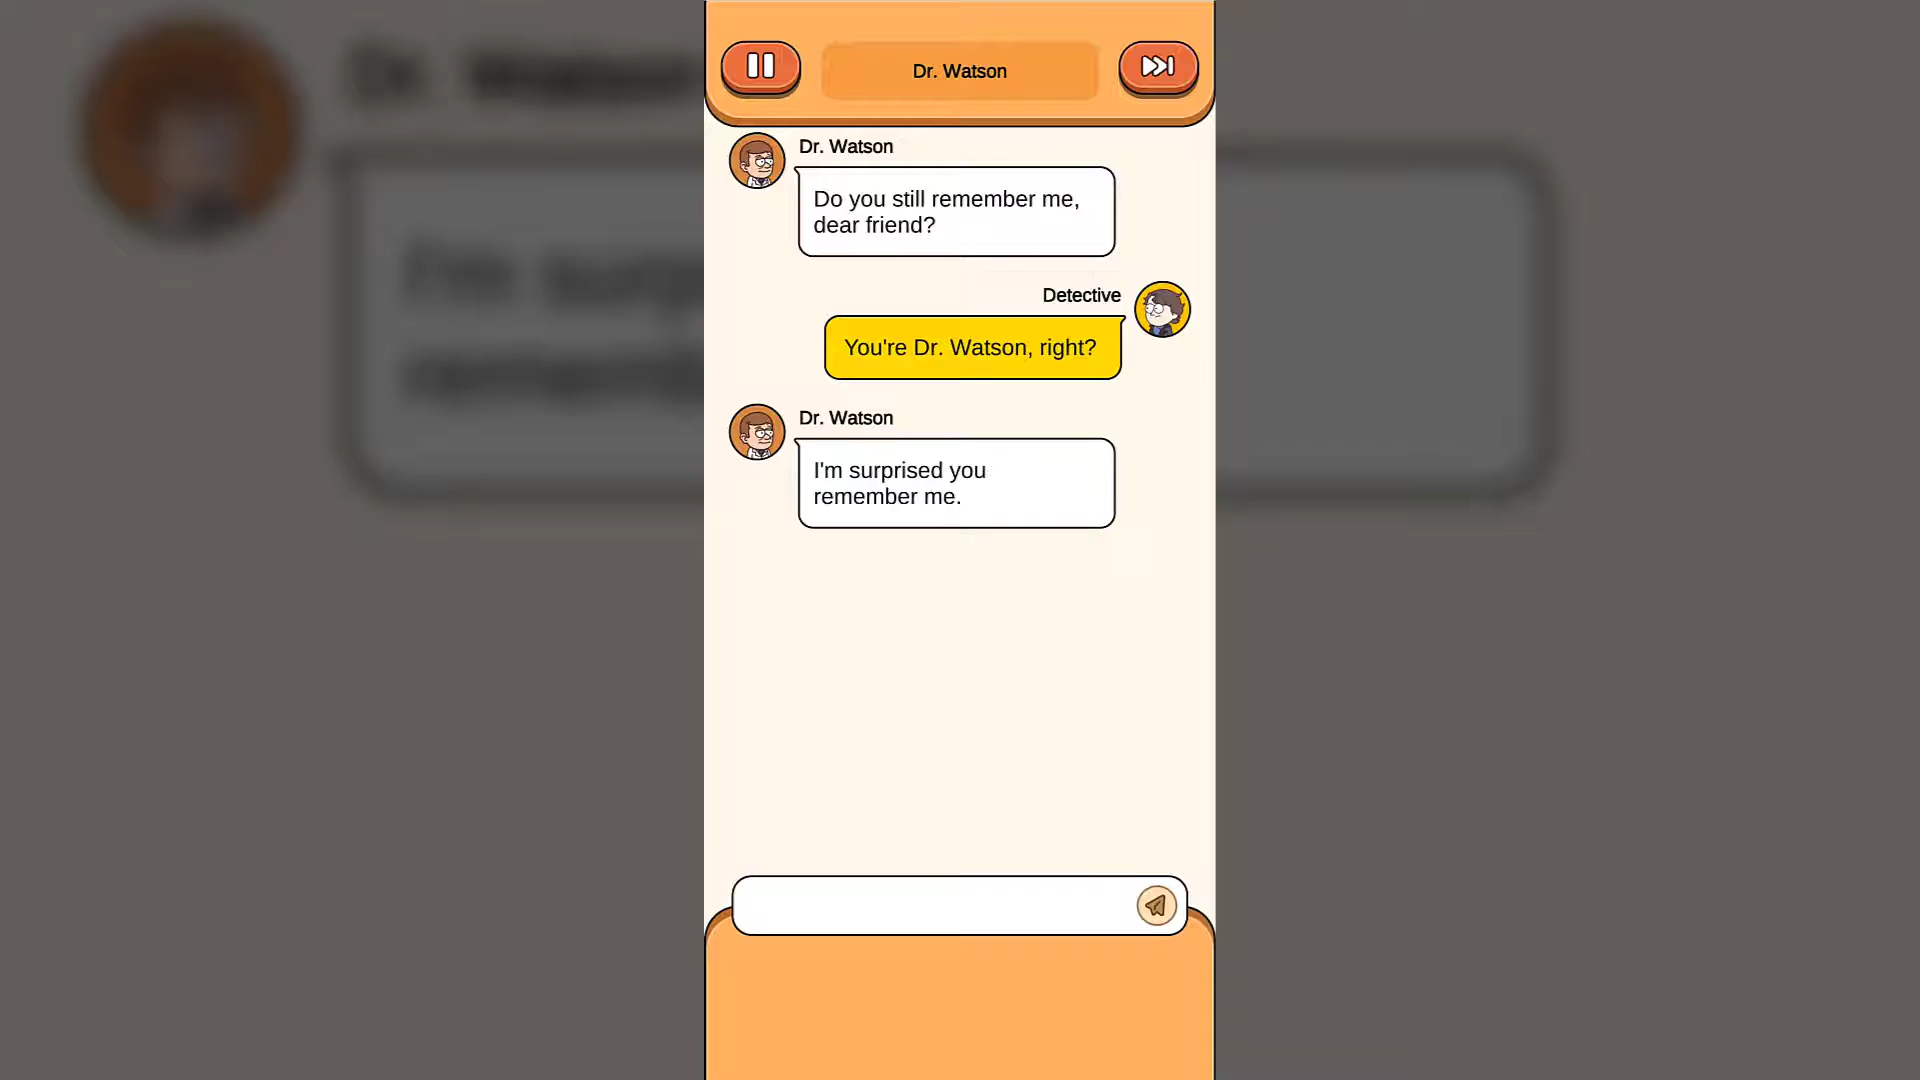 Dr. Watson
Dr. Watson
Do you still remember me,
dear friend?
Detective
You're Dr. Watson, right?
Dr. Watson
I'm surprised you
remember me.